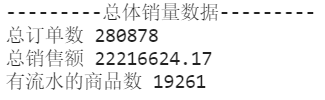 ---------总体销量数据---------
总订单数 280878
总销售额 22216624.17
有流水的商品数 19261